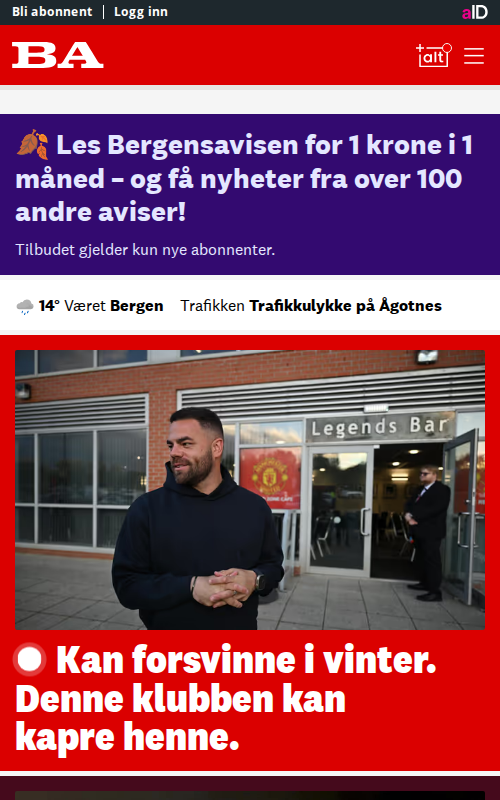 Bli abonnent | Logg inn
aID
BA
alt
Les Bergensavisen for 1 krone i 1
måned – og få nyheter fra over 100
andre aviser!
Tilbudet gjelder kun nye abonnenter.
14° Været Bergen Trafikken Trafikkulykke på Ågotnes
Legends Bar
Kan forsvinne i vinter.
Denne klubben kan
kapre henne.